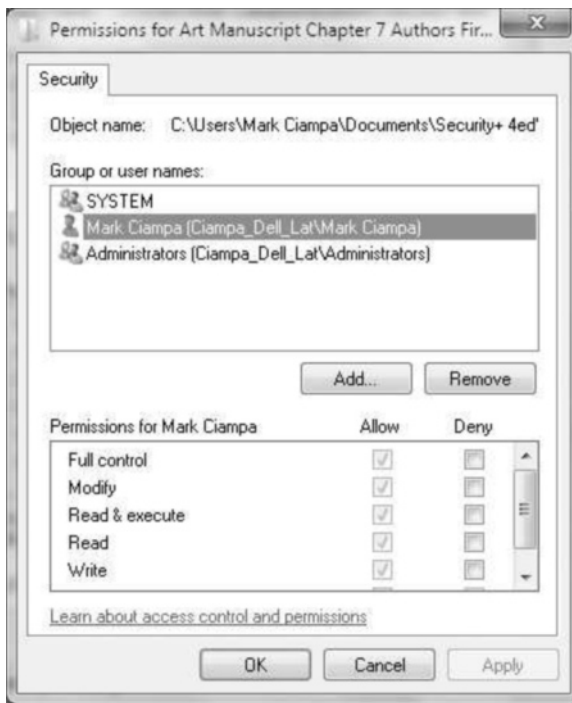 Permissions for Art Manuscript Chapter 7 Authors Fir...
Security
Object name: C:\Users\Mark Ciampa\Documents\Security+ 4ed'
Group or user names:
SYSTEM
Mark Ciampa (Ciampa_Dell_Lat\Mark Ciampa)
Administrators (Ciampa_Dell_Lat\Administrators)
Add... Remove
Permissions for Mark Ciampa Allow Deny
Full control
Modify
Read & execute
Read
Write
Learn about access control and permissions
OK Cancel Apply